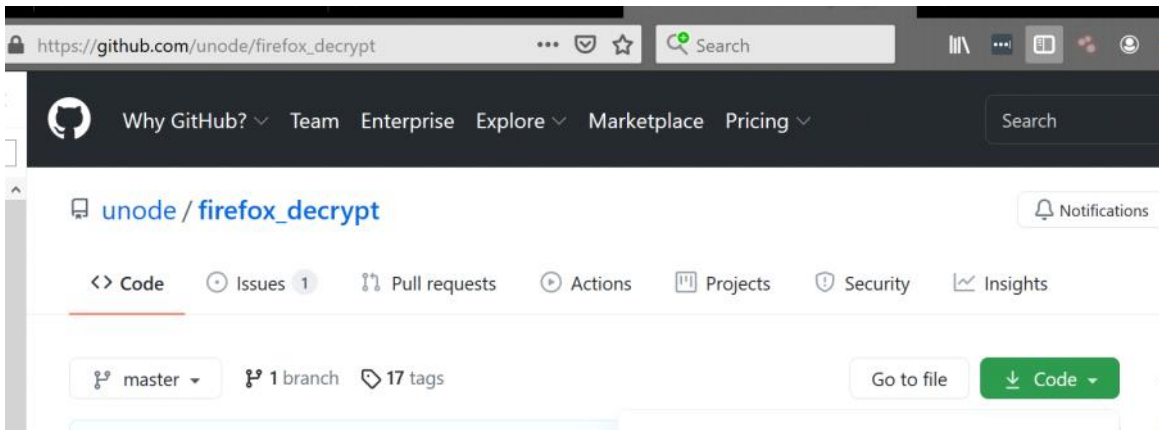 https://github.com/unode/firefox_decrypt ••• Search
Why GitHub? Team Enterprise Explore Marketplace Pricing Search
unode / firefox_decrypt Notifications
<> Code Issues 1 Pull requests Actions Projects Security Insights
master 1 branch 17 tags Go to file Code